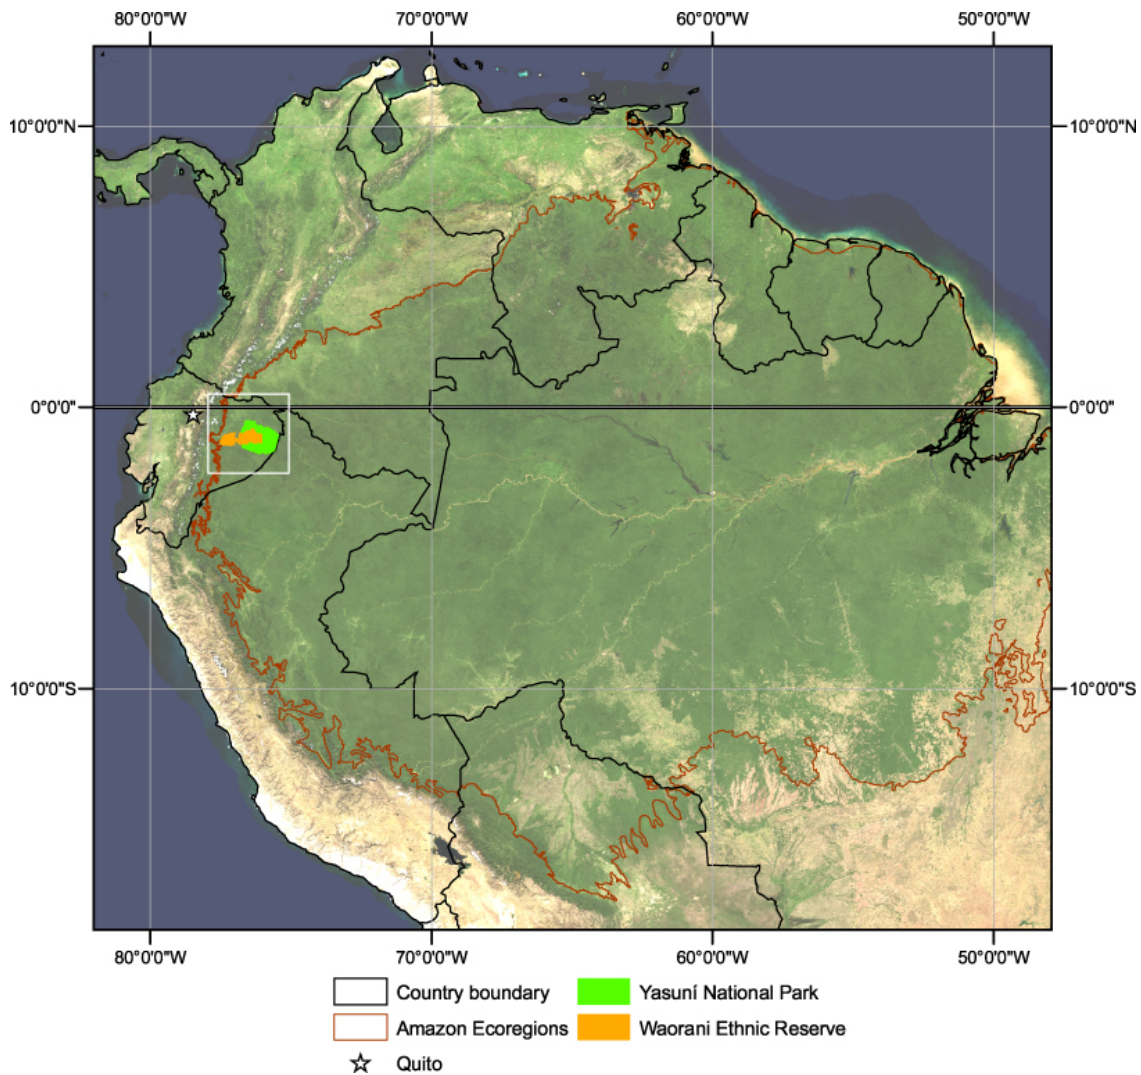 80°0'0"W 70°0'0"W 60°0'0"W 50°0'0"W
10°0'0"N 10°0'0"N
0°0'0" 0°0'0"
10°0'0"S 10°0'0"S
80°0'0"W 70°0'0"W 60°0'0"W 50°0'0"W
Country boundary Yasuní National Park
Amazon Ecoregions Waorani Ethnic Reserve
Quito